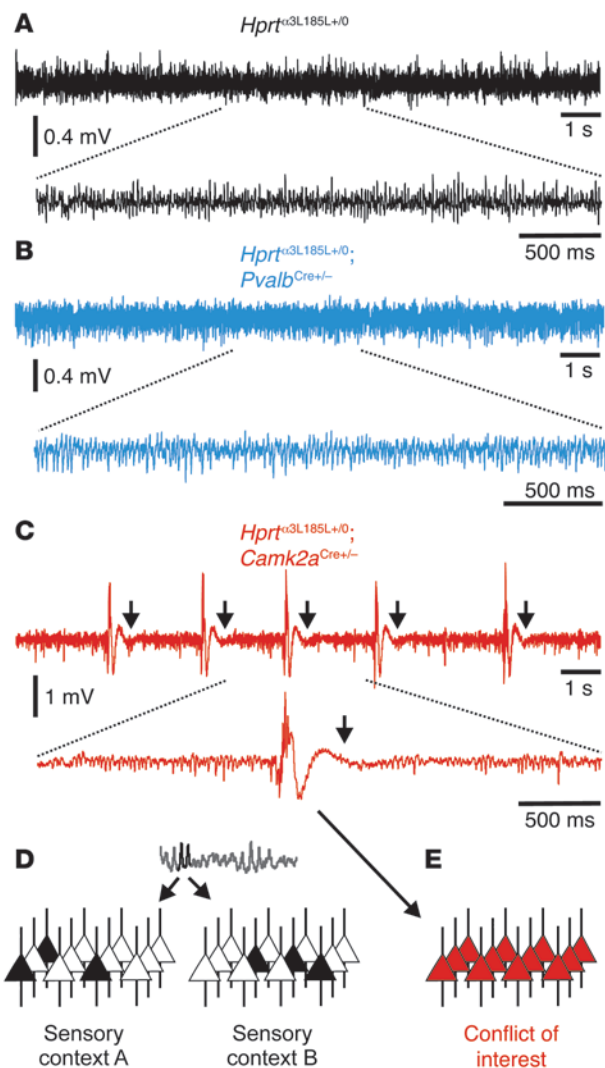 A
Hprtα3L185L+/0
0.4 mV
1 s
500 ms
B
Hprtα3L185L+/0;
PvalbCre+/–
0.4 mV
1 s
500 ms
C
Hprtα3L185L+/0;
Camk2aCre+/–
1 mV
1 s
500 ms
D
E
Sensory
context A
Sensory
context B
Conflict of
interest